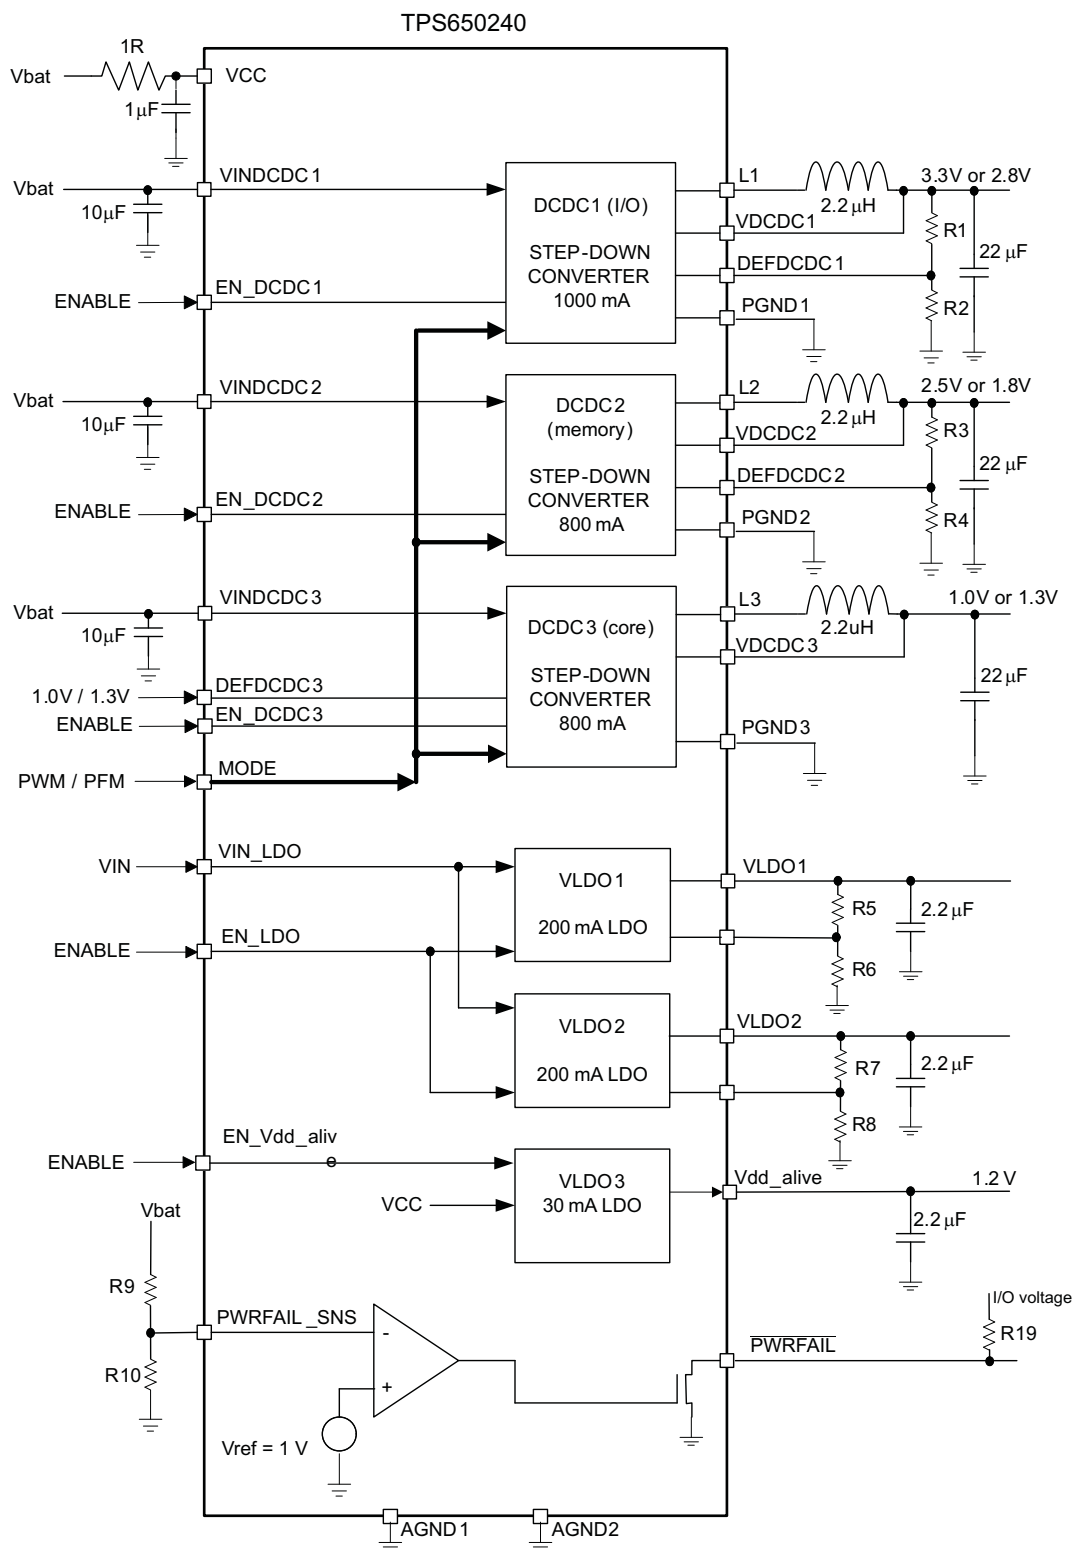 TPS650240
1R
Vbat
VCC
1μF
Vbat
VINDCDC1
10μF
ENABLE
EN_DCDC1
DCDC1 (I/O)
STEP-DOWN
CONVERTER
1000 mA
L1
2.2 μH
3.3V or 2.8V
VDCDC1
R1
22 μF
DEFDCDC1
R2
PGND1
Vbat
VINDCDC2
10μF
ENABLE
EN_DCDC2
DCDC2
(memory)
STEP-DOWN
CONVERTER
800 mA
L2
2.2 μH
2.5V or 1.8V
VDCDC2
R3
22 μF
DEFDCDC2
R4
PGND2
Vbat
VINDCDC3
10μF
1.0V / 1.3V
DEFDCDC3
ENABLE
EN_DCDC3
PWM / PFM
MODE
DCDC3 (core)
STEP-DOWN
CONVERTER
800 mA
L3
2.2uH
1.0V or 1.3V
VDCDC3
22 μF
PGND3
VIN
VIN_LDO
ENABLE
EN_LDO
VLDO1
200 mA LDO
VLDO1
R5
2.2 μF
R6
VLDO2
200 mA LDO
VLDO2
R7
2.2 μF
R8
ENABLE
EN_Vdd_aliv
e
VCC
VLDO3
30 mA LDO
Vdd_alive
1.2 V
2.2 μF
Vbat
R9
PWRFAIL_SNS
R10
-
+
Vref = 1 V
PWRFAIL
I/O voltage
R19
AGND1
AGND2